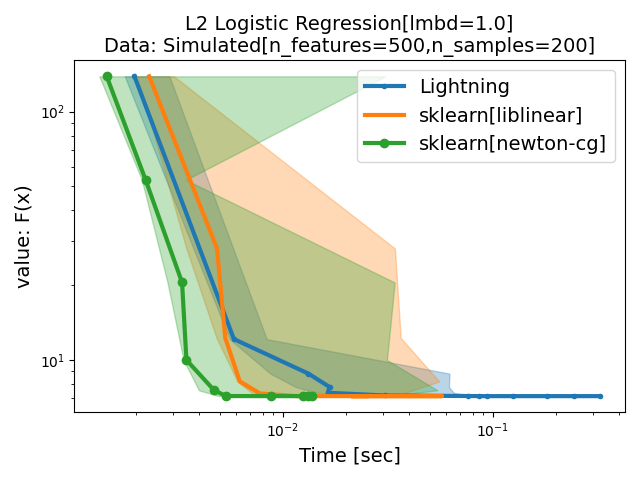 L2 Logistic Regression[lmbd=1.0]
Data: Simulated[n_features=500,n_samples=200]
Lightning
sklearn[liblinear]
sklearn[newton-cg]
value: F(x)
10²
10¹
10⁻²
10⁻¹
Time [sec]